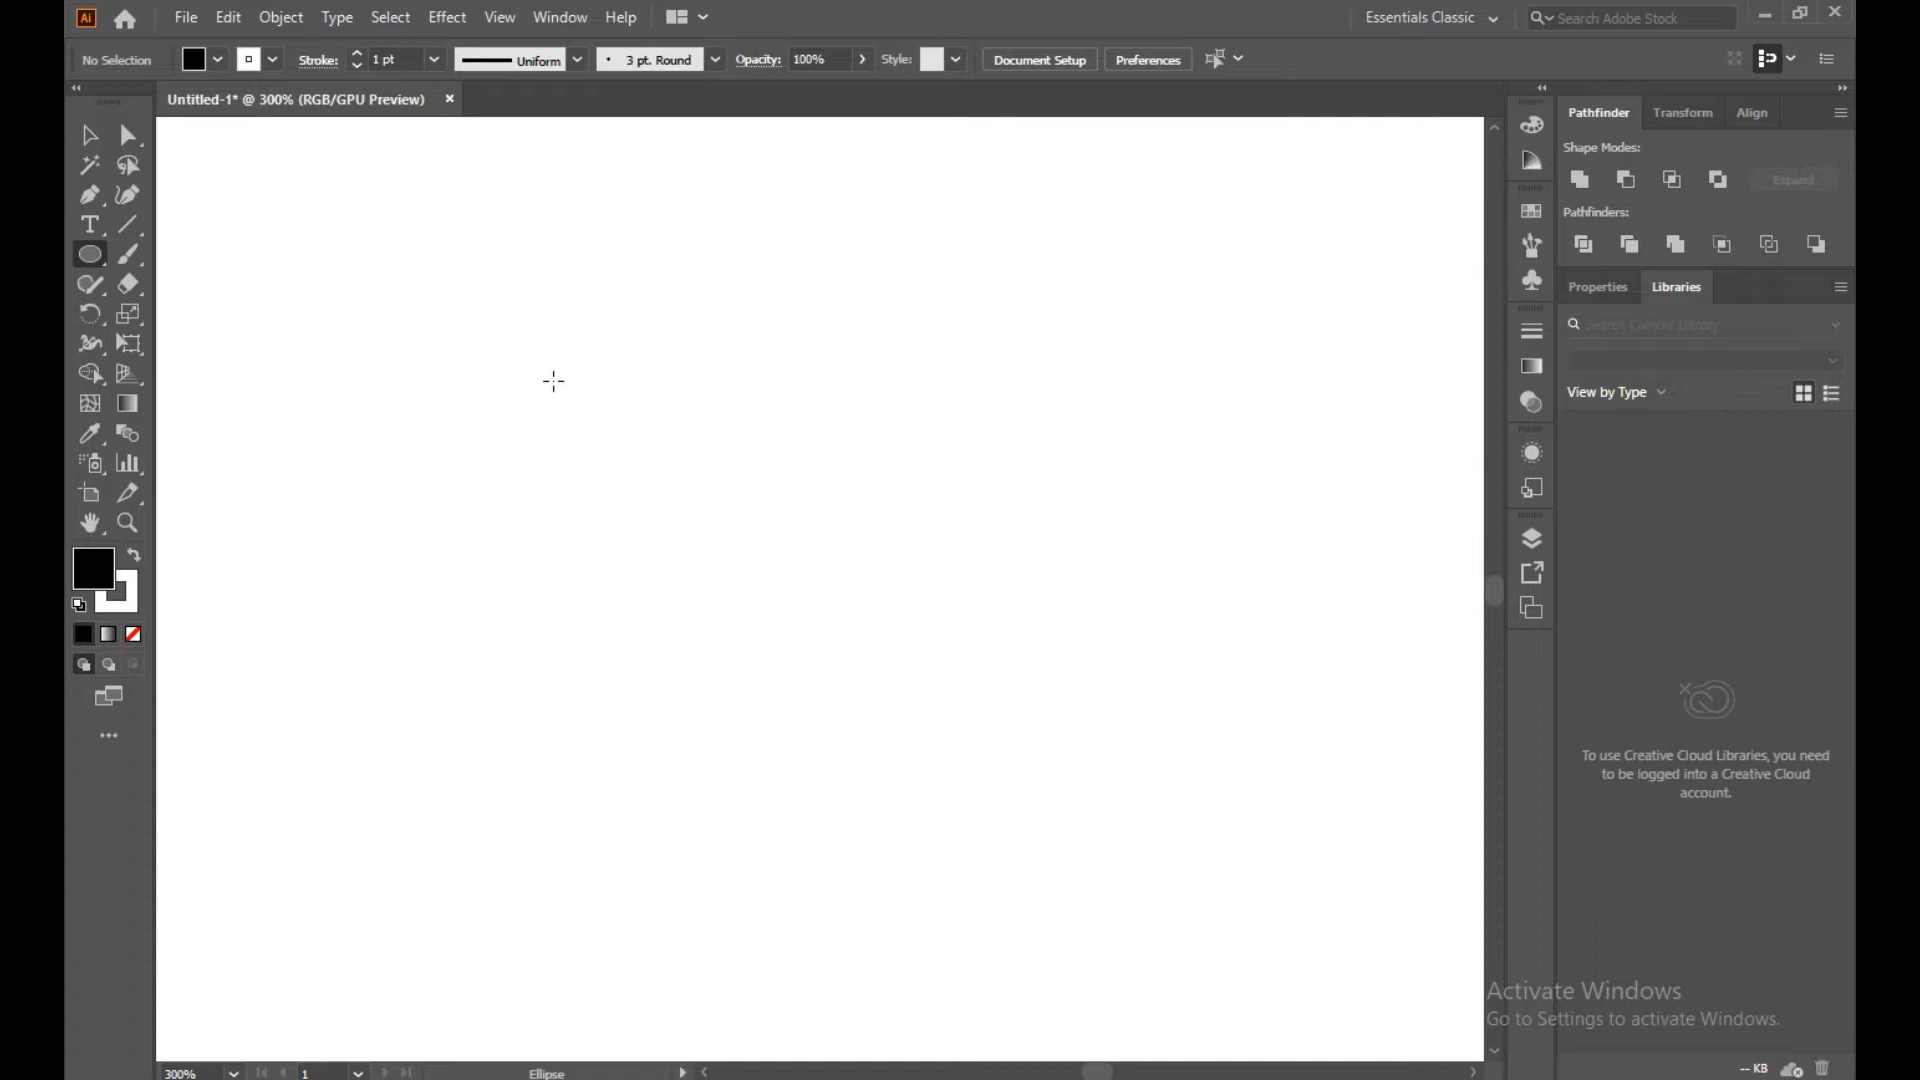 Ai File Edit Object Type Select Effect View Window Help Essentials Classic Search Adobe Stock
No Selection Stroke: 1 pt Uniform 3 pt. Round Opacity: 100% Style: Document Setup Preferences
Untitled-1* @ 300% (RGB/GPU Preview)
Pathfinder Transform Align
Shape Modes:
Expand
Pathfinders:
Properties Libraries
Search Current Library
View by Type
To use Creative Cloud Libraries, you need
to be logged into a Creative Cloud
account.
Activate Windows
Go to Settings to activate Windows.
300% 1 Ellipse -- KB